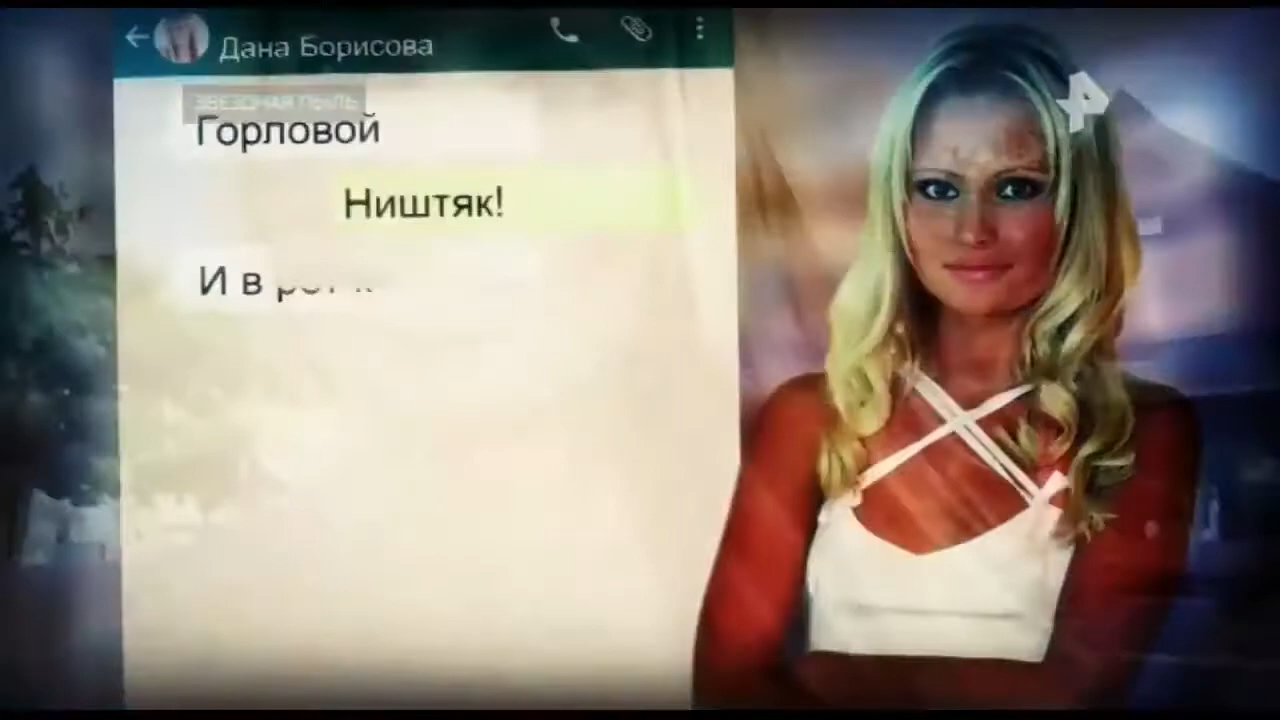 Дана Борисова
ЗВЕЗДНАЯ ПЫЛЬ
Горловой
Ништяк!
И в